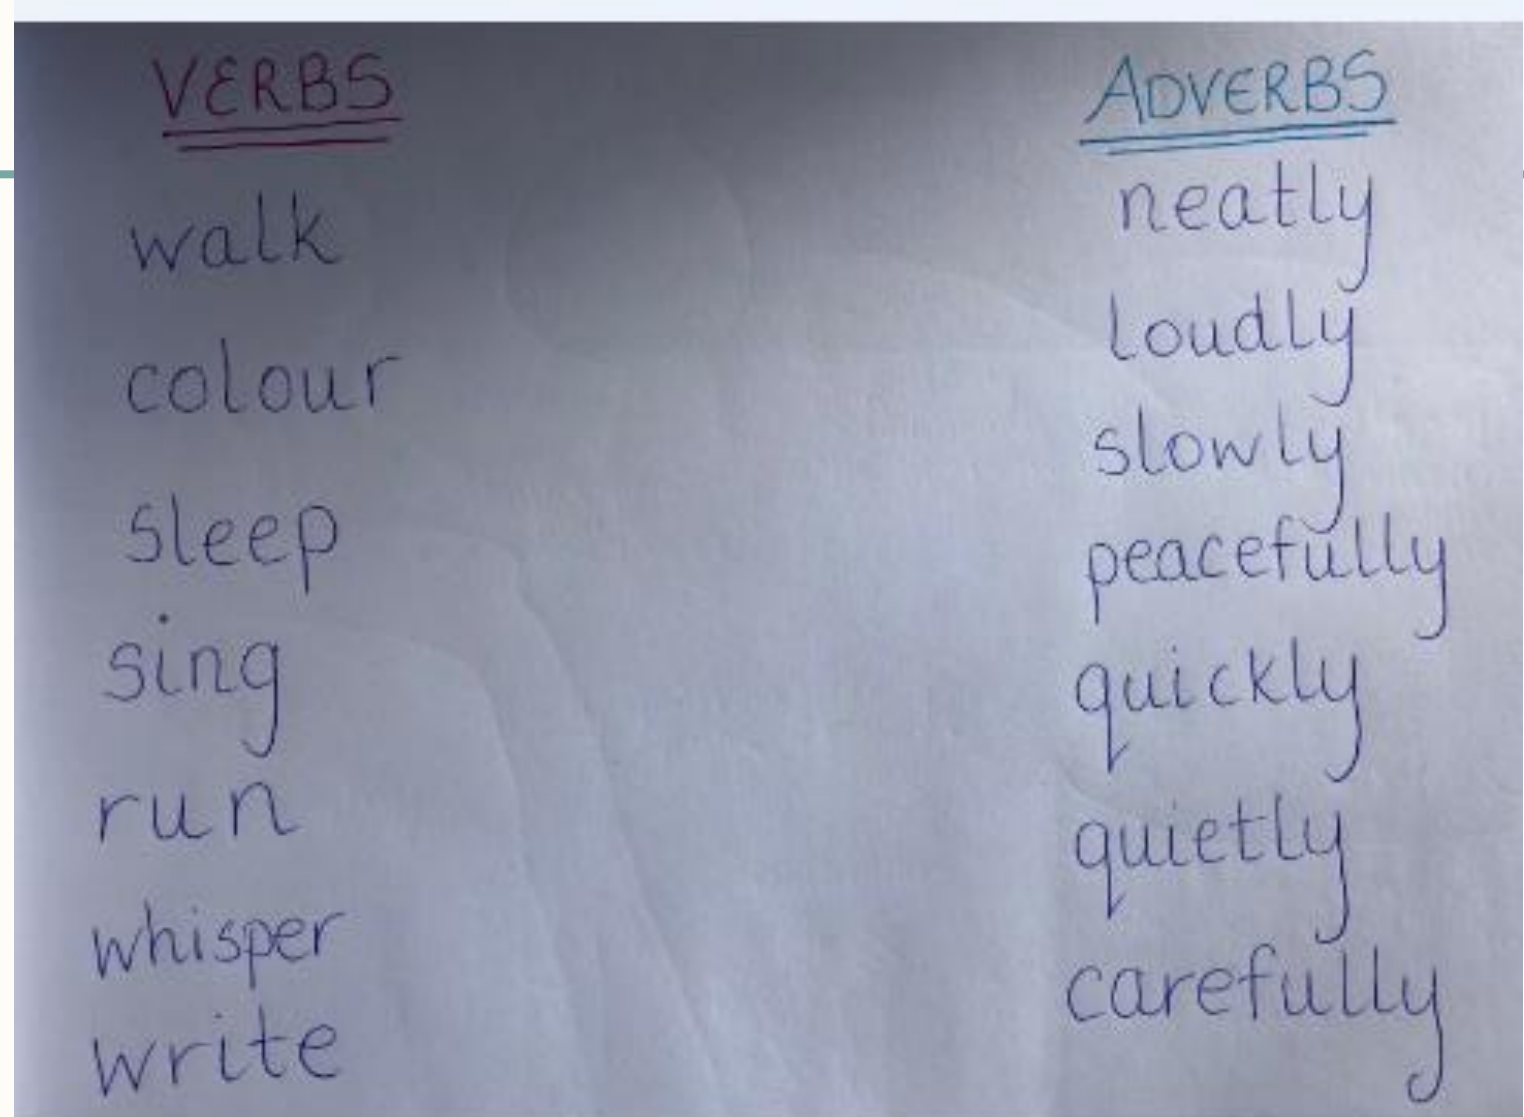 VERBS
ADVERBS
walk
neatly
colour
loudly
sleep
slowly
sing
peacefully
run
quickly
whisper
quietly
write
carefully